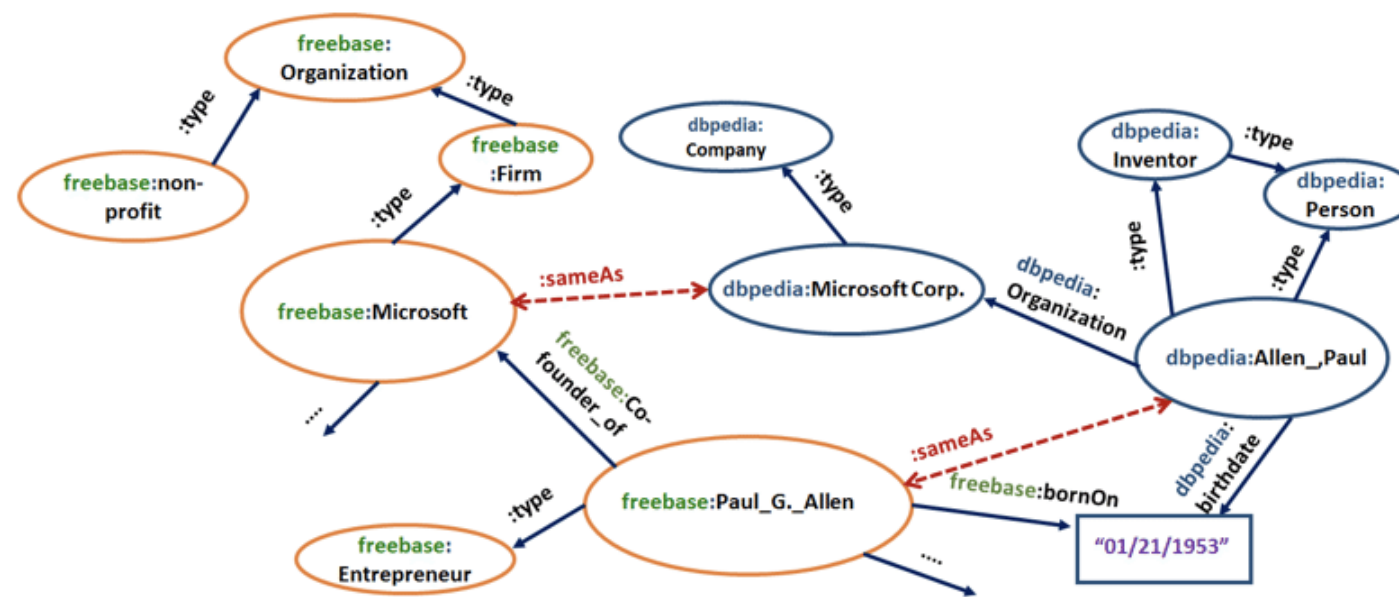 freebase:
Organization
:type
:type
freebase
:Firm
freebase:non-
profit
:type
dbpedia:
Company
:type
dbpedia:
Inventor
:type
dbpedia:
Person
:type
:type
freebase:Microsoft
:sameAs
dbpedia:Microsoft Corp.
dbpedia:
Organization
dbpedia:Allen_,Paul
....
freebase:Co-
founder_of
:sameAs
dbpedia:
birthdate
freebase:Paul_G._Allen
freebase:bornOn
:type
freebase:
Entrepreneur
“01/21/1953”
....